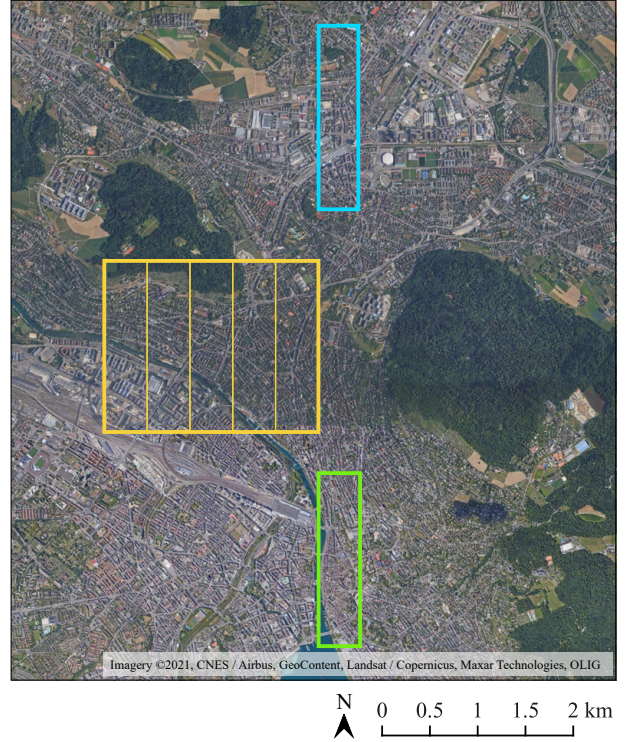 Imagery ©2021, CNES / Airbus, GeoContent, Landsat / Copernicus, Maxar Technologies, OLIG
N
0 0.5 1 1.5 2 km